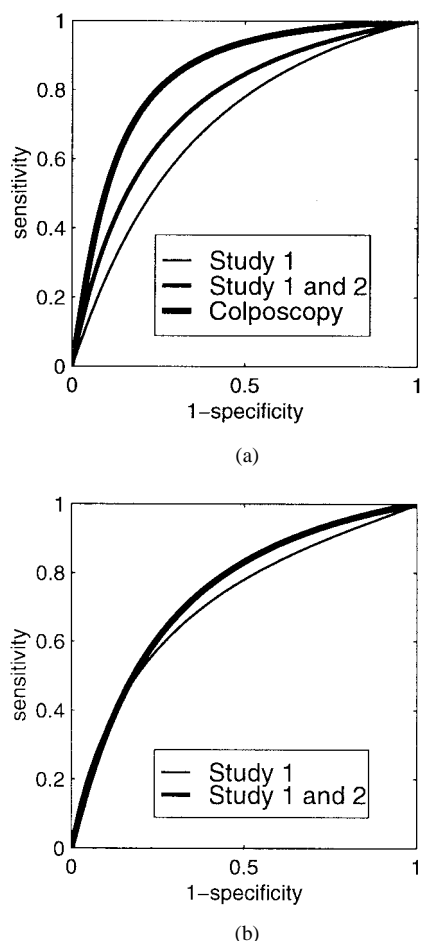 1
0.8
0.6
0.4
0.2
0
sensitivity
Study 1
Study 1 and 2
Colposcopy
0 0.5 1
1−specificity
(a)
1
0.8
0.6
0.4
0.2
0
sensitivity
Study 1
Study 1 and 2
0 0.5 1
1−specificity
(b)